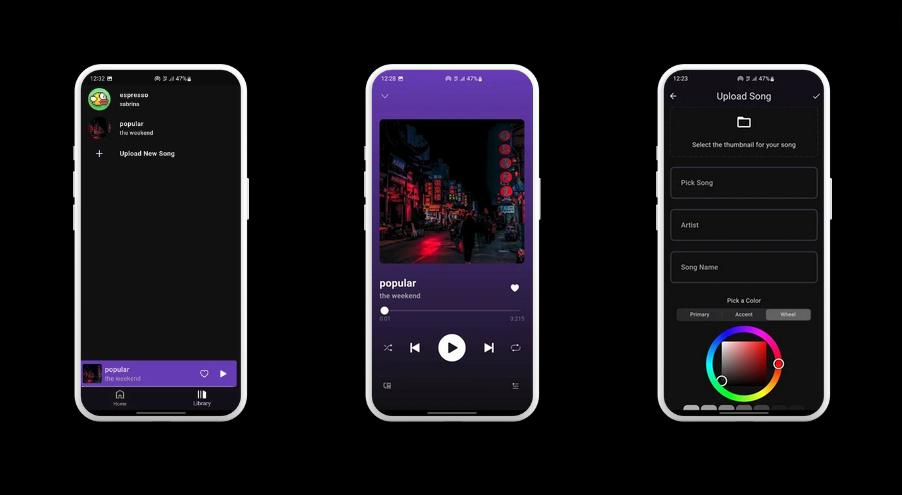 12:32
47%
espresso
sabrina
popular
the weekend
Upload New Song
popular
the weekend
Home
Library
12:28
47%
popular
the weekend
0:01
3:215
12:23
47%
Upload Song
Select the thumbnail for your song
Pick Song
Artist
Song Name
Pick a Color
Primary
Accent
Wheel